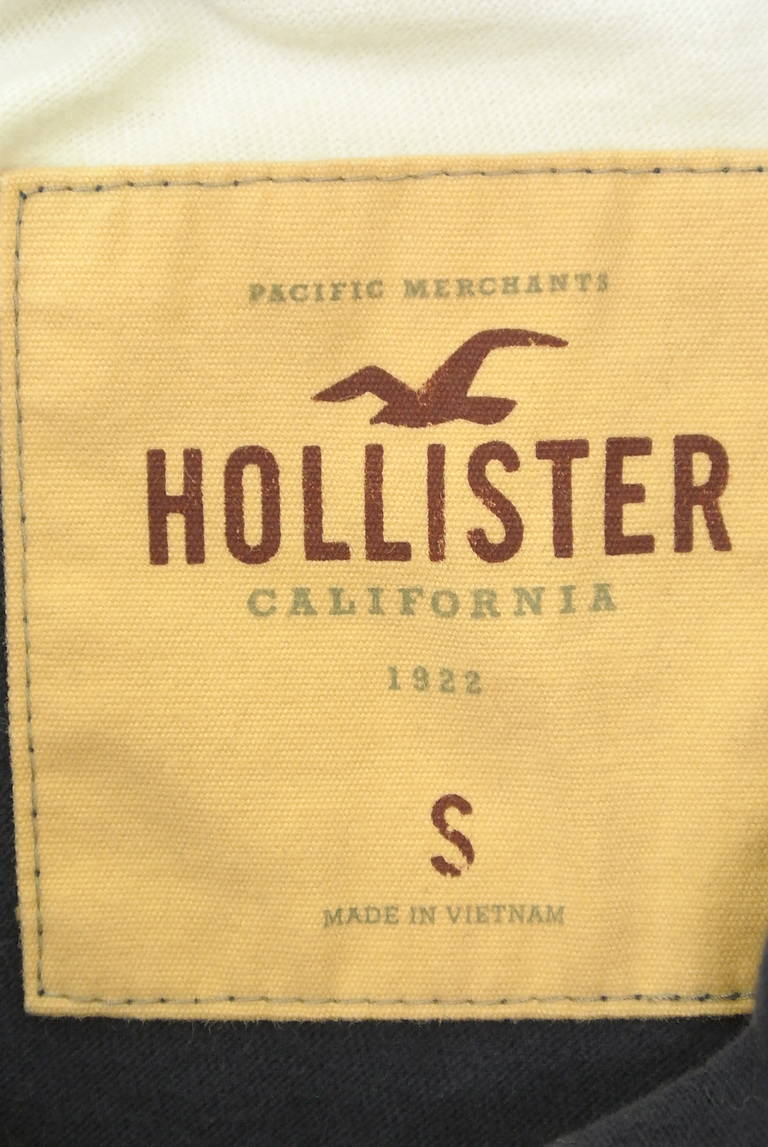 PACIFIC MERCHANTS
HOLLISTER
CALIFORNIA
1922
S
MADE IN VIETNAM